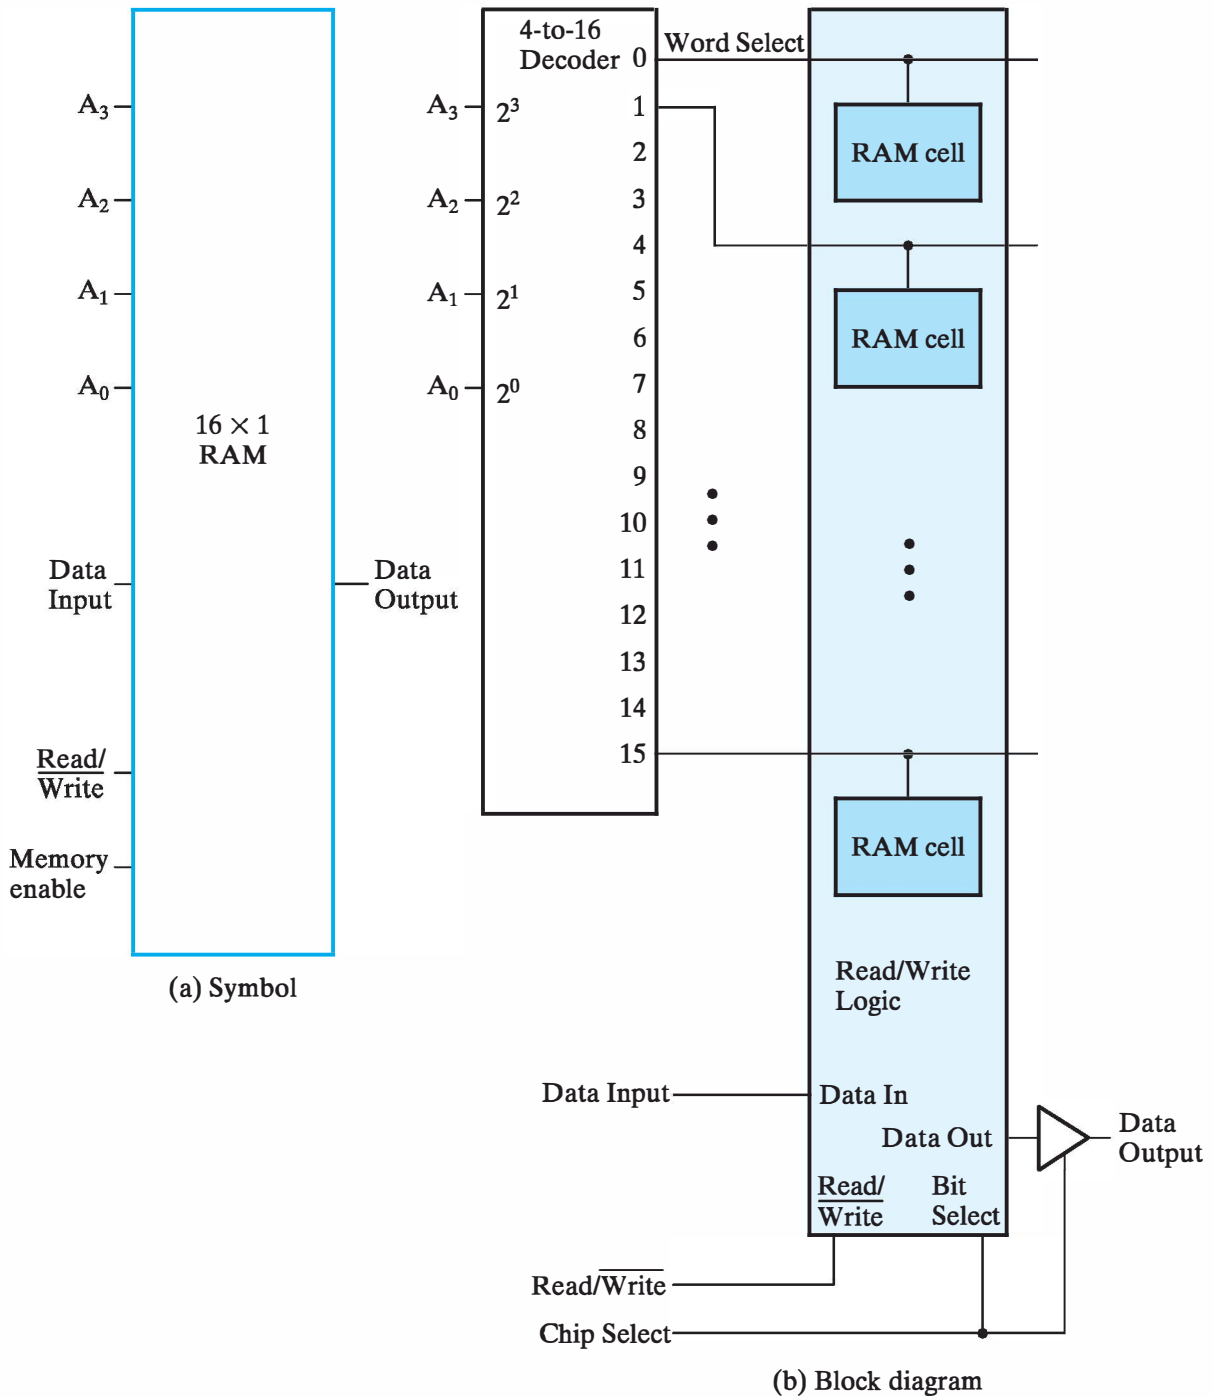 A₃
A₂
A₁
A₀
16 × 1
RAM
Data
Input
Data
Output
Read/
Write
Memory
enable
(a) Symbol
4-to-16
Decoder
A₃
2³
A₂
2²
A₁
2¹
A₀
2⁰
0
1
2
3
4
5
6
7
8
9
10
11
12
13
14
15
Word Select
RAM cell
RAM cell
RAM cell
Read/Write
Logic
Data Input
Data In
Data Out
Data
Output
Read/
Write
Bit
Select
Read/Write
Chip Select
(b) Block diagram